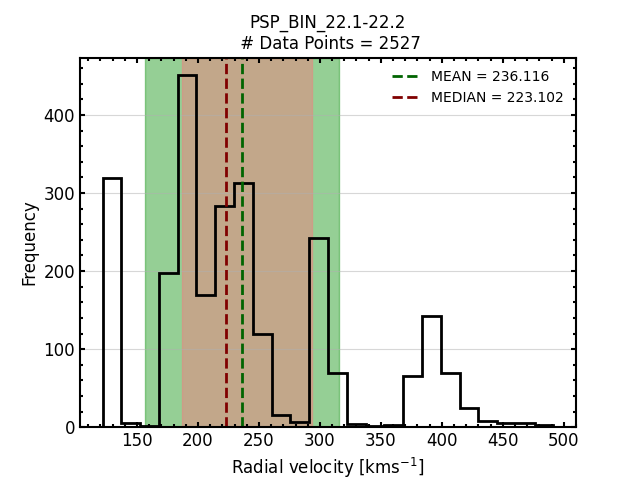 PSP_BIN_22.1-22.2
# Data Points = 2527
MEAN = 236.116
MEDIAN = 223.102
400
300
200
100
0
Frequency
150 200 250 300 350 400 450 500
Radial velocity [kms⁻¹]